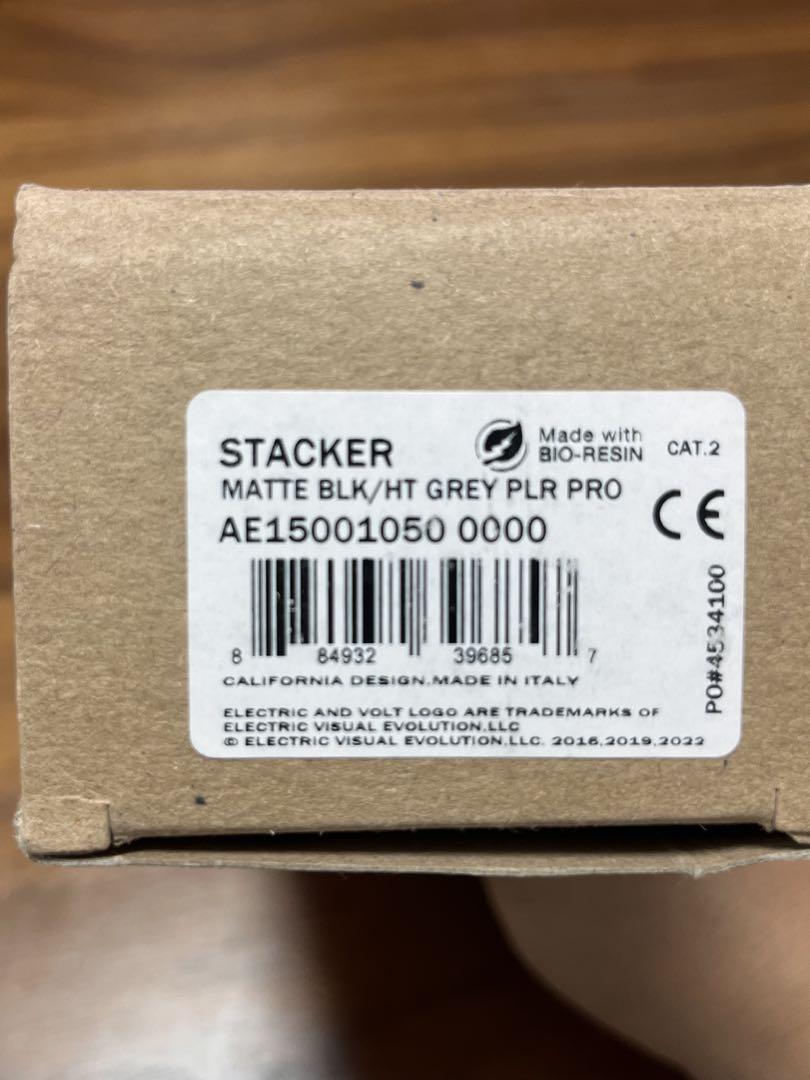 STACKER
Made with
BIO-RESIN
CAT.2
MATTE BLK/HT GREY PLR PRO
AE15001050 0000
CE
8 84932 39685 7
PO#4534100
CALIFORNIA DESIGN.MADE IN ITALY
ELECTRIC AND VOLT LOGO ARE TRADEMARKS OF
ELECTRIC VISUAL EVOLUTION,LLC
© ELECTRIC VISUAL EVOLUTION,LLC. 2016,2019,2022